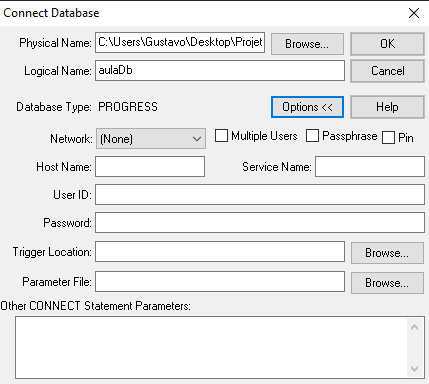 Connect Database
Physical Name: C:\Users\Gustavo\Desktop\Projet Browse... OK
Logical Name: aulaDb Cancel
Database Type: PROGRESS Options << Help
Network: (None) Multiple Users Passphrase Pin
Host Name: Service Name:
User ID:
Password:
Trigger Location: Browse...
Parameter File: Browse...
Other CONNECT Statement Parameters: